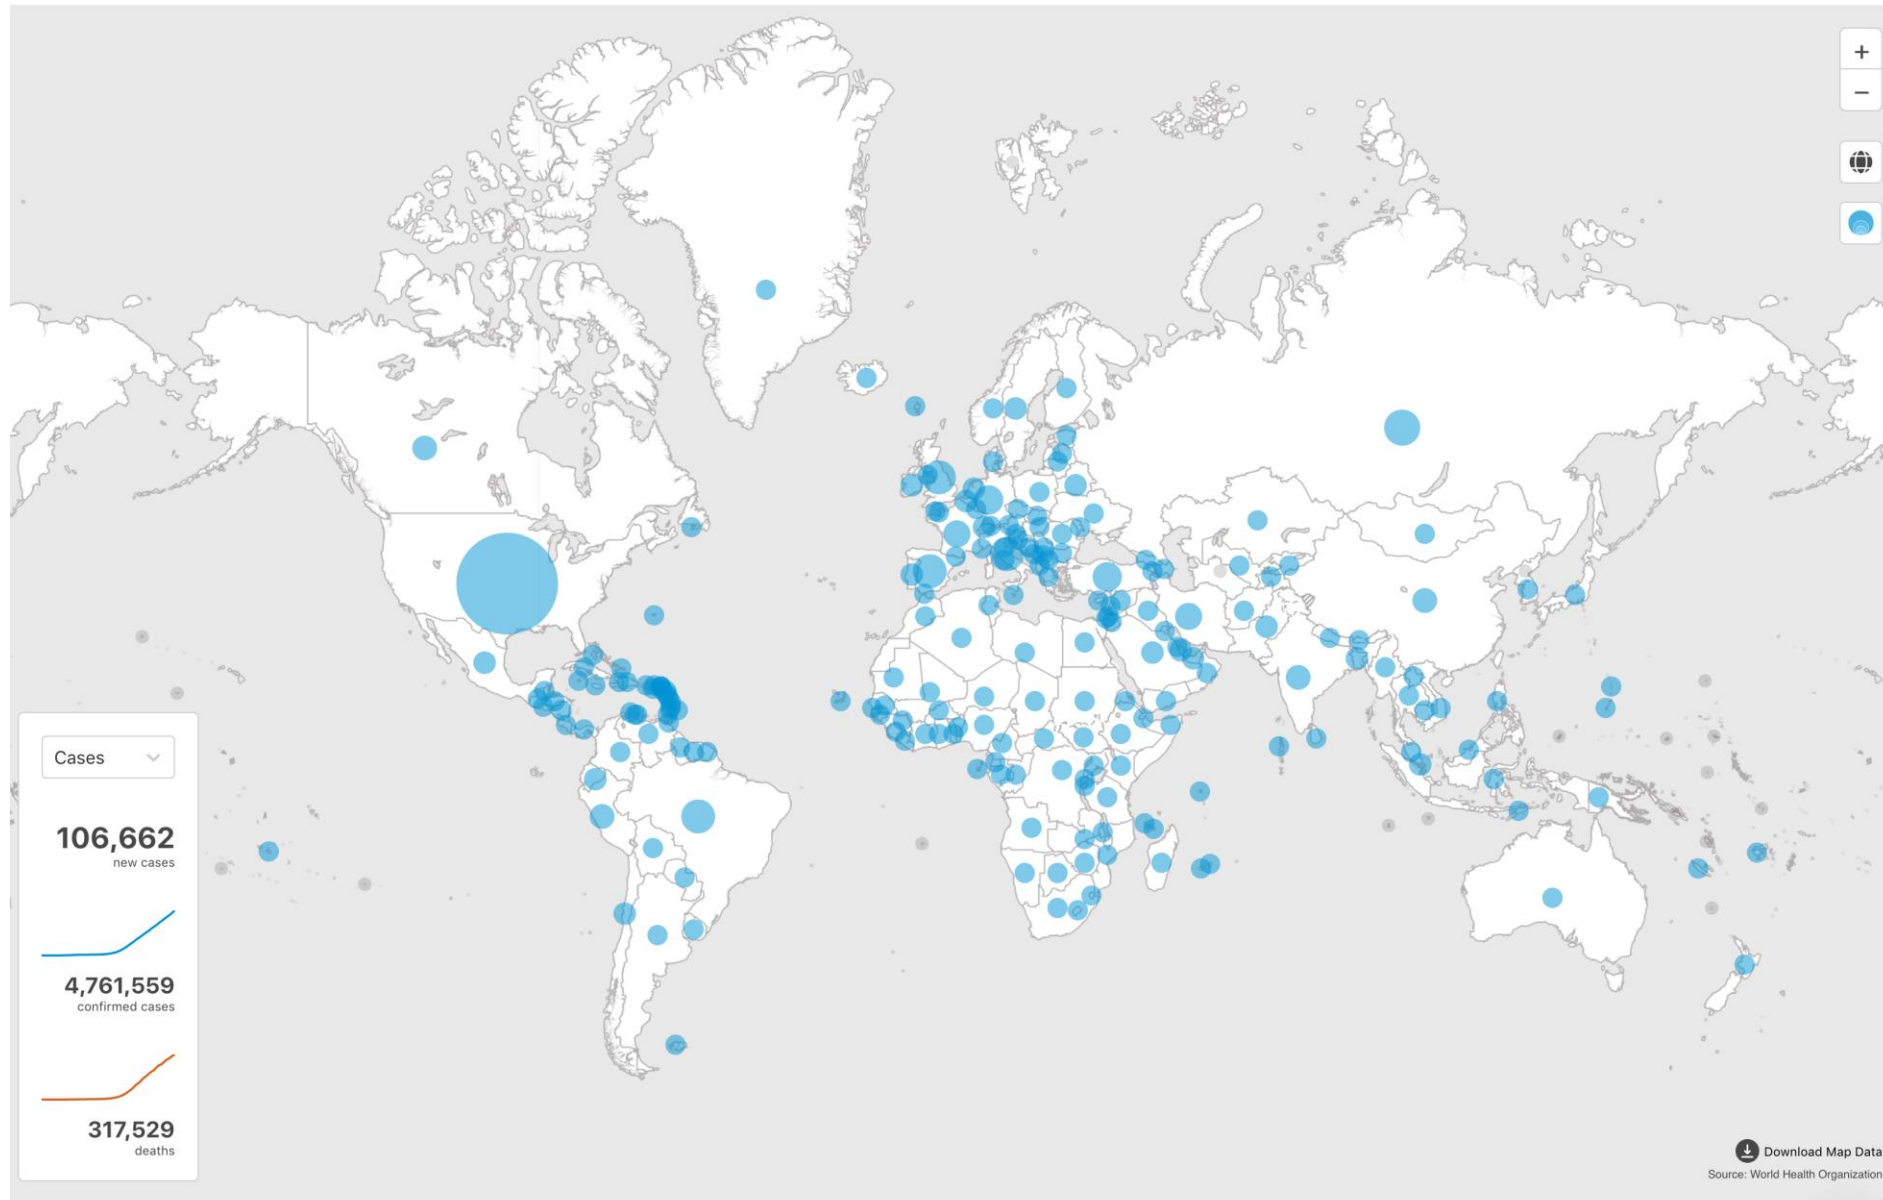 +
−
Cases
106,662
new cases
4,761,559
confirmed cases
317,529
deaths
Download Map Data
Source: World Health Organization